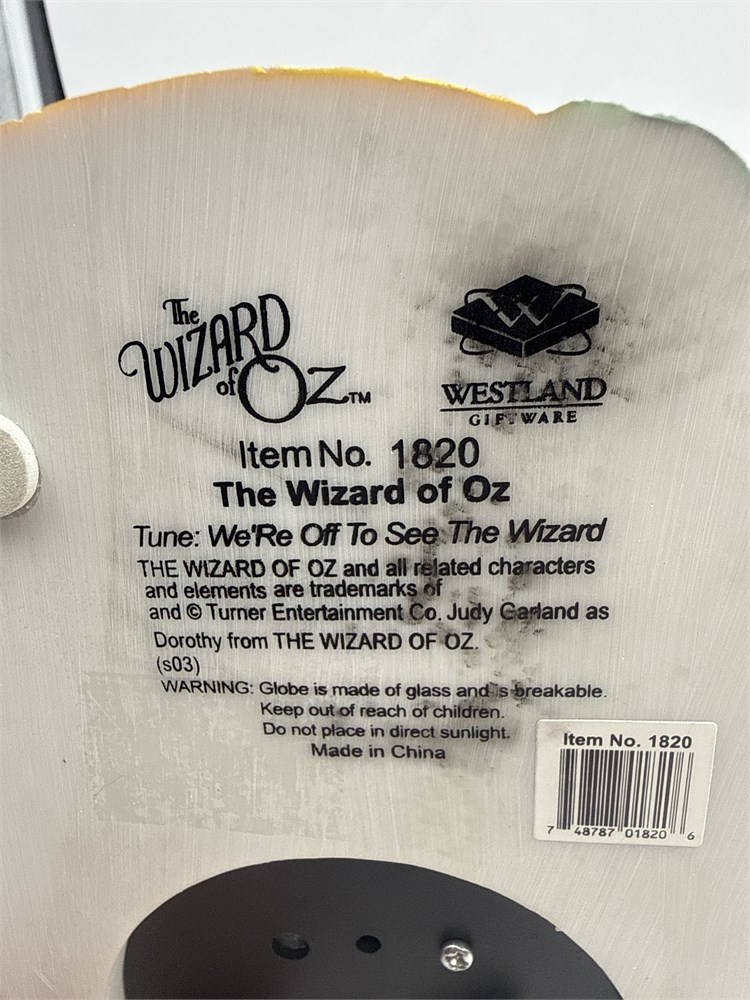 The
WIZARD
of OZ™
W
WESTLAND
GIFTWARE
Item No. 1820
The Wizard of Oz
Tune: We'Re Off To See The Wizard
THE WIZARD OF OZ and all related characters
and elements are trademarks of
and © Turner Entertainment Co. Judy Garland as
Dorothy from THE WIZARD OF OZ.
(s03)
WARNING: Globe is made of glass and is breakable.
Keep out of reach of children.
Do not place in direct sunlight.
Made in China
Item No. 1820
7 48787 01820 6